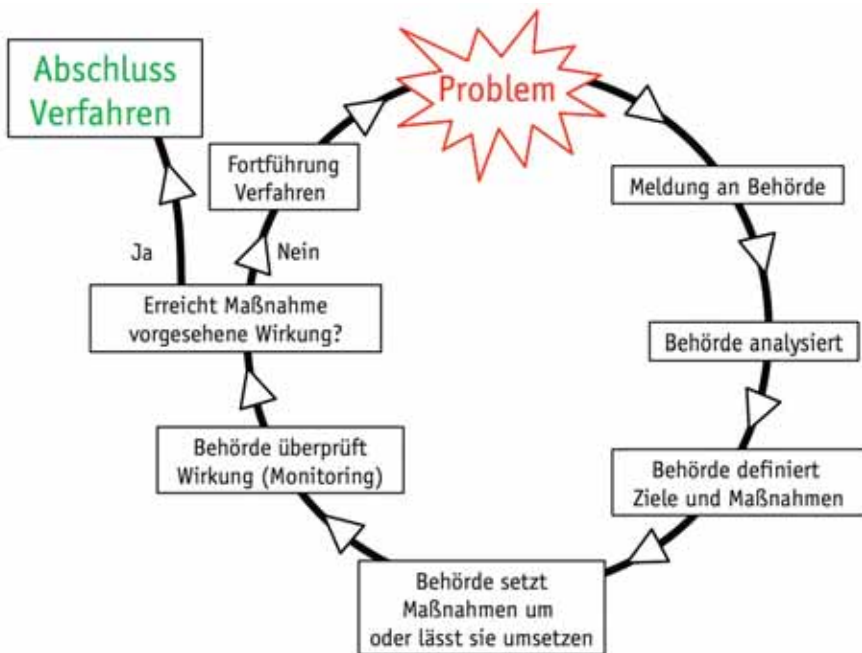 Problem
Meldung an Behörde
Behörde analysiert
Behörde definiert
Ziele und Maßnahmen
Behörde setzt
Maßnahmen um
oder lässt sie umsetzen
Behörde überprüft
Wirkung (Monitoring)
Erreicht Maßnahme
vorgesehene Wirkung?
Nein
Fortführung
Verfahren
Ja
Abschluss
Verfahren